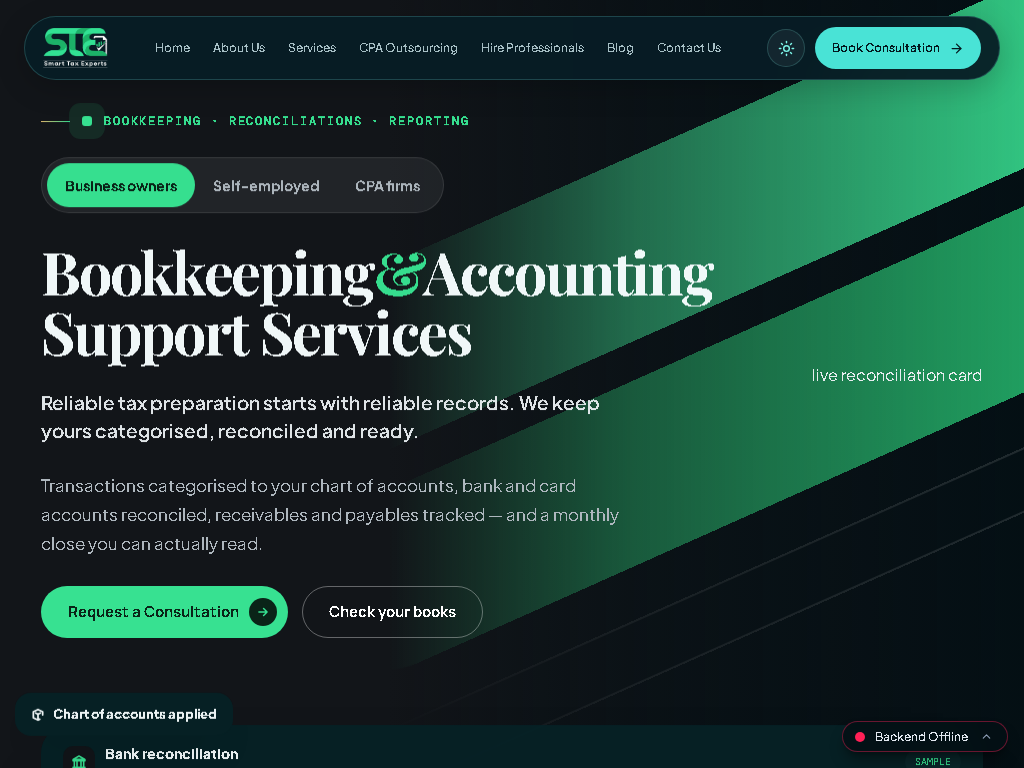 STE
Smart Tax Experts
Home
About Us
Services
CPA Outsourcing
Hire Professionals
Blog
Contact Us
Book Consultation
BOOKKEEPING · RECONCILIATIONS · REPORTING
Business owners
Self-employed
CPA firms
Bookkeeping&Accounting
Support Services
live reconciliation card
Reliable tax preparation starts with reliable records. We keep
yours categorised, reconciled and ready.
Transactions categorised to your chart of accounts, bank and card
accounts reconciled, receivables and payables tracked — and a monthly
close you can actually read.
Request a Consultation
Check your books
Chart of accounts applied
Backend Offline
Bank reconciliation
SAMPLE